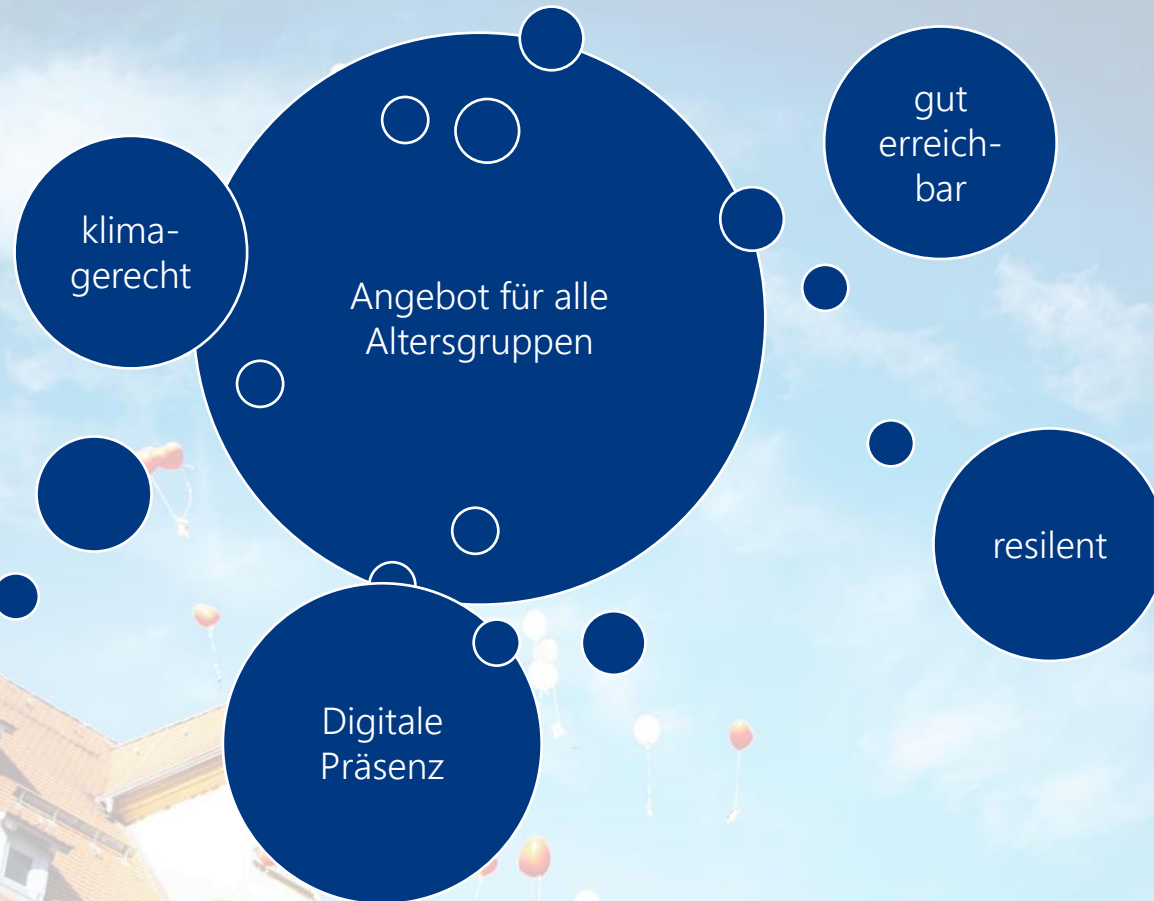 gut
erreich-
bar
klima-
gerecht
Angebot für alle
Altersgruppen
resilent
Digitale
Präsenz